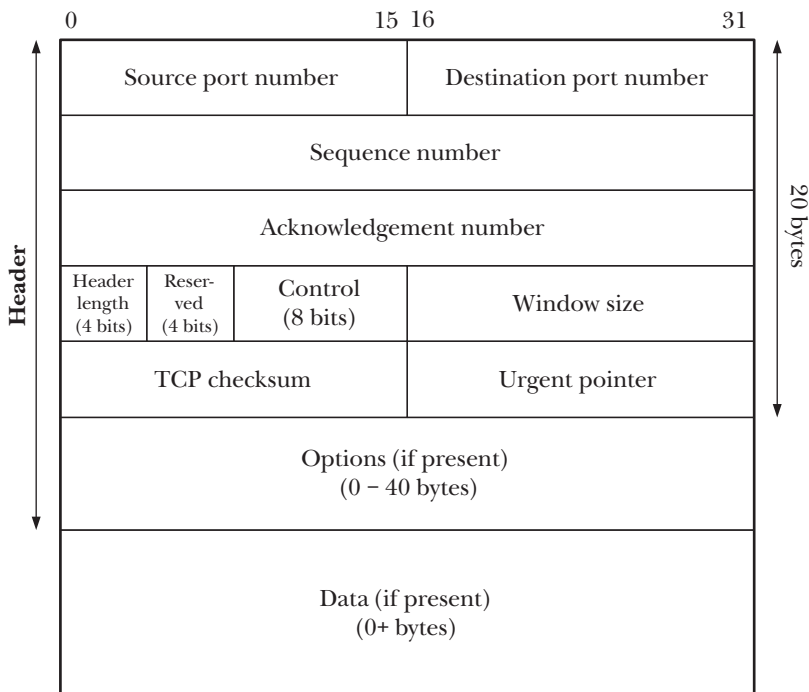 0 15 16 31
Source port number Destination port number
Sequence number
Acknowledgement number
Header
length
(4 bits)
Reser-
ved
(4 bits)
Control
(8 bits)
Window size
TCP checksum Urgent pointer
Options (if present)
(0 – 40 bytes)
Data (if present)
(0+ bytes)
Header
20 bytes